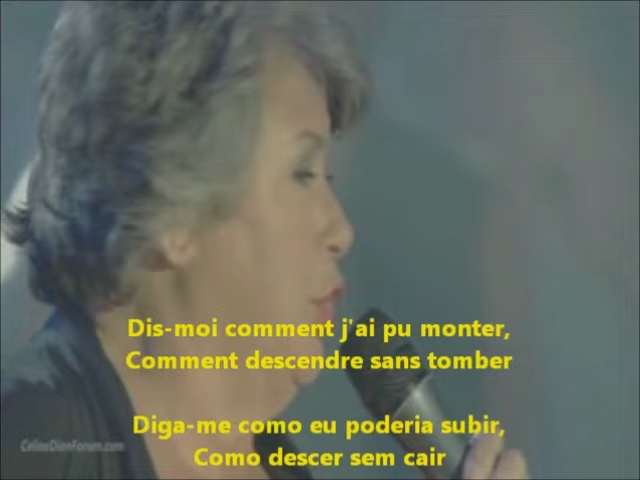 Dis-moi comment j'ai pu monter,
Comment descendre sans tomber
Diga-me como eu poderia subir,
Como descer sem cair
CelineDionForum.com